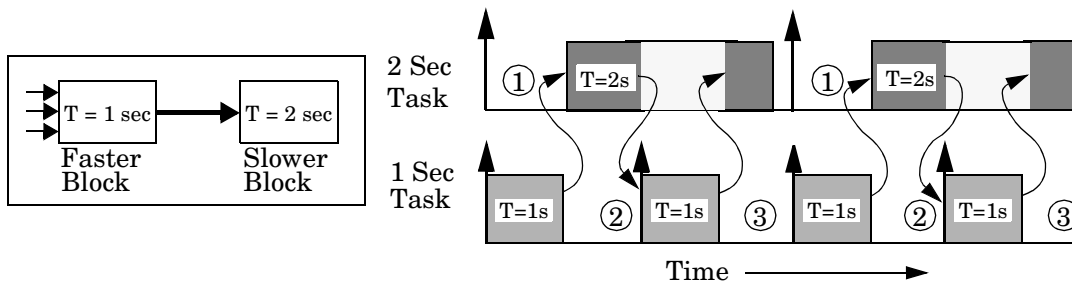 T = 1 sec
T = 2 sec
Faster
Block
Slower
Block
2 Sec
Task
1
T=2s
1
T=2s
1 Sec
Task
T=1s
2
T=1s
3
T=1s
2
T=1s
3
Time